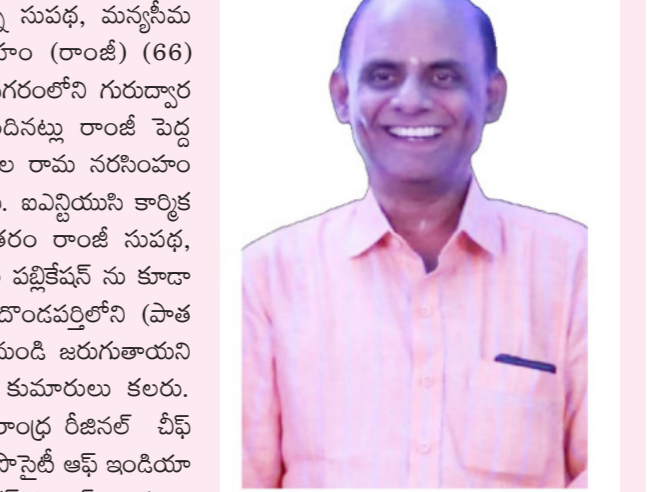 సుపథ, మన్యసీమ
హం (రాంజీ) (66)
గరంలోని గురుద్వార
దినట్లు రాంజీ పెద్ద
ల రామ నరసింహం
. ఐఎన్టియుసి కార్మిక
తరం రాంజీ సుపథ,
పబ్లికేషన్ ను కూడా
దొండపర్తిలోని (పాత
నుండి జరుగుతాయని
కుమారులు కలరు.
రాంధ్ర రీజినల్ చీఫ్
సొసైటీ ఆఫ్ ఇండియా